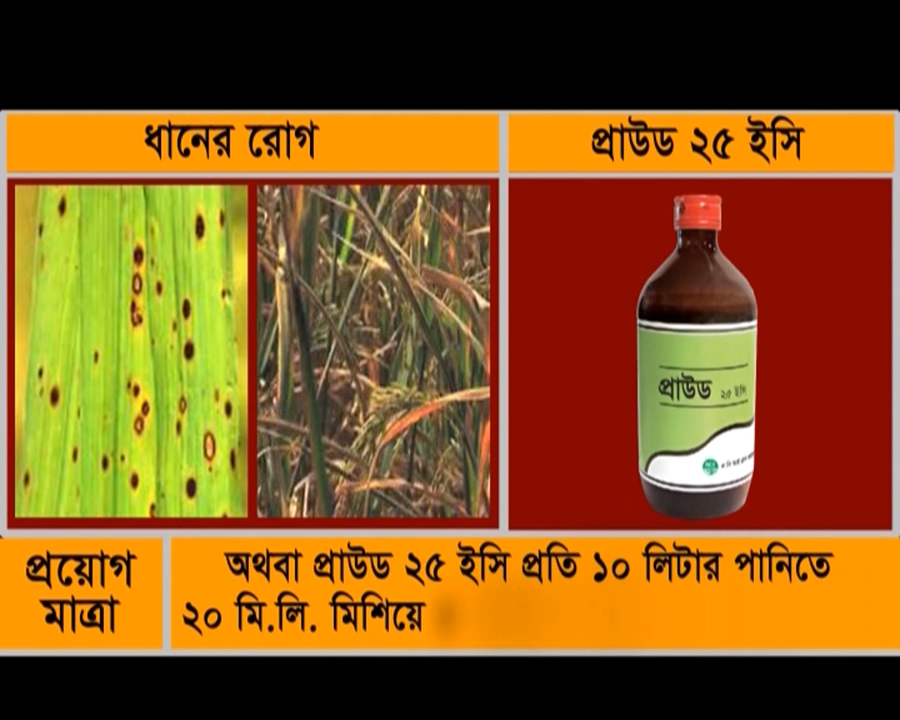 ধানের রোগ
প্রাউড ২৫ ইসি
প্রাউড ২৫ ইসি
প্রয়োগ
মাত্রা
অথবা প্রাউড ২৫ ইসি প্রতি ১০ লিটার পানিতে
২০ মি.লি. মিশিয়ে